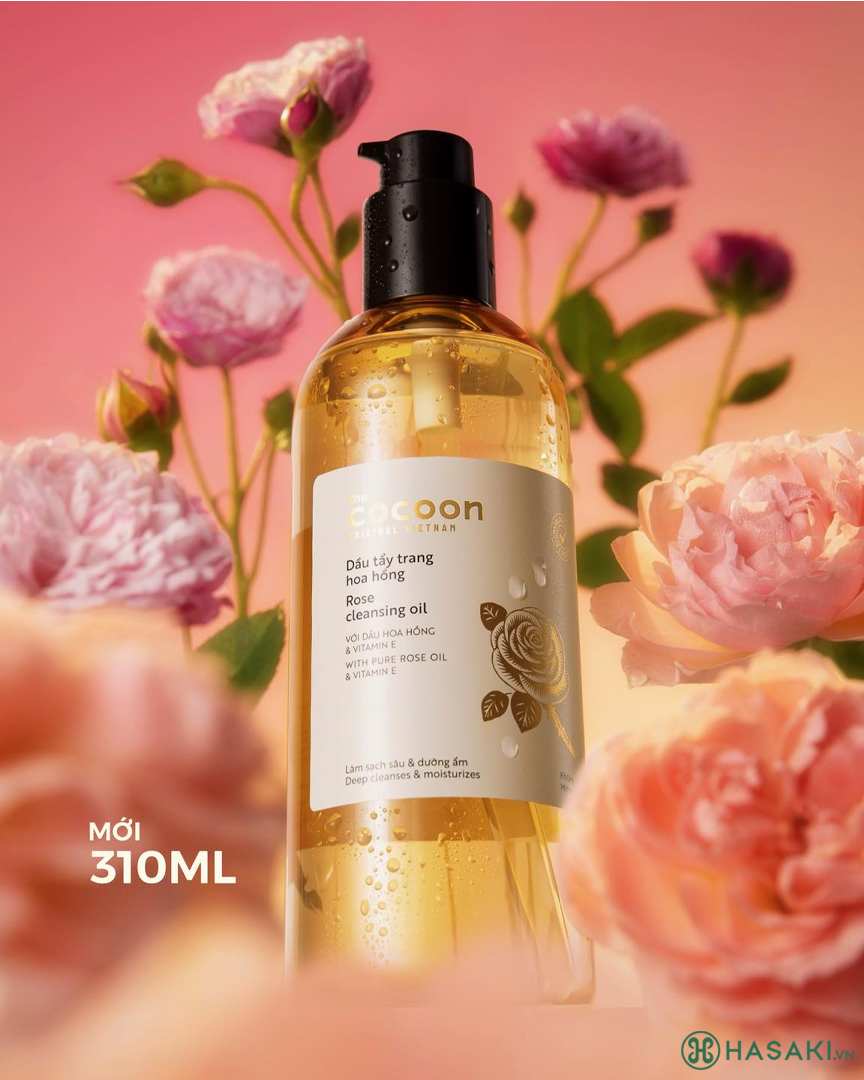 the
cocoon
ORIGINAL VIETNAM
Dầu tẩy trang
hoa hồng
Rose
cleansing oil
VỚI DẦU HOA HỒNG
& VITAMIN E
WITH PURE ROSE OIL
& VITAMIN E
Làm sạch sâu & dưỡng ẩm
Deep cleanses & moisturizes
MỚI
310ML
HASAKI.VN